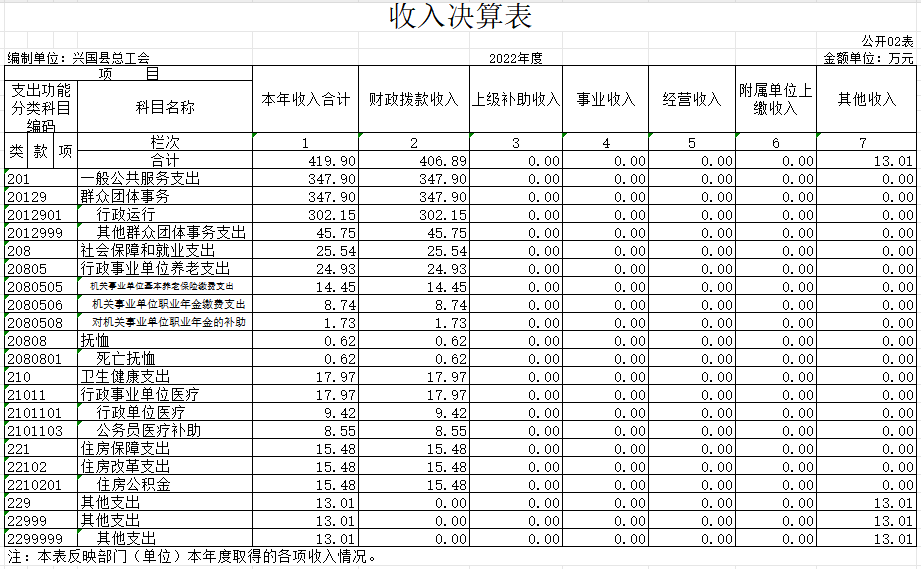 收入决算表
公开02表
编制单位：兴国县总工会 2022年度 金额单位：万元
项 目 本年收入合计 财政拨款收入 上级补助收入 事业收入 经营收入 附属单位上缴收入 其他收入
支出功能分类科目编码 科目名称
类 款 项 栏次 1 2 3 4 5 6 7
合计 419.90 406.89 0.00 0.00 0.00 0.00 13.01
201 一般公共服务支出 347.90 347.90 0.00 0.00 0.00 0.00 0.00
20129 群众团体事务 347.90 347.90 0.00 0.00 0.00 0.00 0.00
2012901 行政运行 302.15 302.15 0.00 0.00 0.00 0.00 0.00
2012999 其他群众团体事务支出 45.75 45.75 0.00 0.00 0.00 0.00 0.00
208 社会保障和就业支出 25.54 25.54 0.00 0.00 0.00 0.00 0.00
20805 行政事业单位养老支出 24.93 24.93 0.00 0.00 0.00 0.00 0.00
2080505 机关事业单位基本养老保险缴费支出 14.45 14.45 0.00 0.00 0.00 0.00 0.00
2080506 机关事业单位职业年金缴费支出 8.74 8.74 0.00 0.00 0.00 0.00 0.00
2080508 对机关事业单位职业年金的补助 1.73 1.73 0.00 0.00 0.00 0.00 0.00
20808 抚恤 0.62 0.62 0.00 0.00 0.00 0.00 0.00
2080801 死亡抚恤 0.62 0.62 0.00 0.00 0.00 0.00 0.00
210 卫生健康支出 17.97 17.97 0.00 0.00 0.00 0.00 0.00
21011 行政事业单位医疗 17.97 17.97 0.00 0.00 0.00 0.00 0.00
2101101 行政单位医疗 9.42 9.42 0.00 0.00 0.00 0.00 0.00
2101103 公务员医疗补助 8.55 8.55 0.00 0.00 0.00 0.00 0.00
221 住房保障支出 15.48 15.48 0.00 0.00 0.00 0.00 0.00
22102 住房改革支出 15.48 15.48 0.00 0.00 0.00 0.00 0.00
2210201 住房公积金 15.48 15.48 0.00 0.00 0.00 0.00 0.00
229 其他支出 13.01 0.00 0.00 0.00 0.00 0.00 13.01
22999 其他支出 13.01 0.00 0.00 0.00 0.00 0.00 13.01
2299999 其他支出 13.01 0.00 0.00 0.00 0.00 0.00 13.01
注：本表反映部门（单位）本年度取得的各项收入情况。